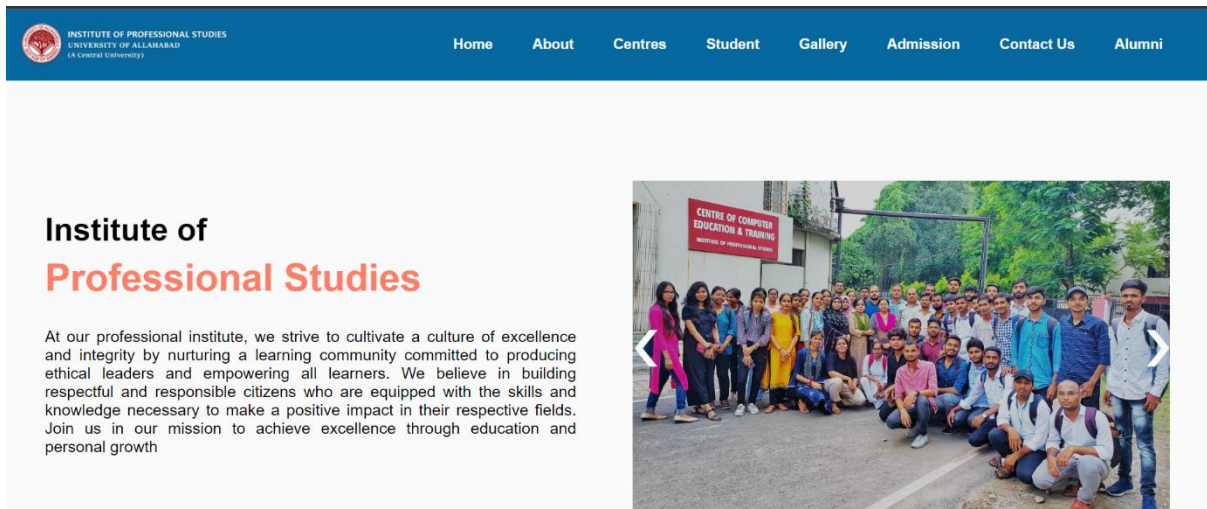 INSTITUTE OF PROFESSIONAL STUDIES
UNIVERSITY OF ALLAHABAD
(A Central University)
Home About Centres Student Gallery Admission Contact Us Alumni
Institute of
Professional Studies
At our professional institute, we strive to cultivate a culture of excellence
and integrity by nurturing a learning community committed to producing
ethical leaders and empowering all learners. We believe in building
respectful and responsible citizens who are equipped with the skills and
knowledge necessary to make a positive impact in their respective fields.
Join us in our mission to achieve excellence through education and
personal growth
CENTRE OF COMPUTER
EDUCATION & TRAINING
INSTITUTE OF PROFESSIONAL STUDIES